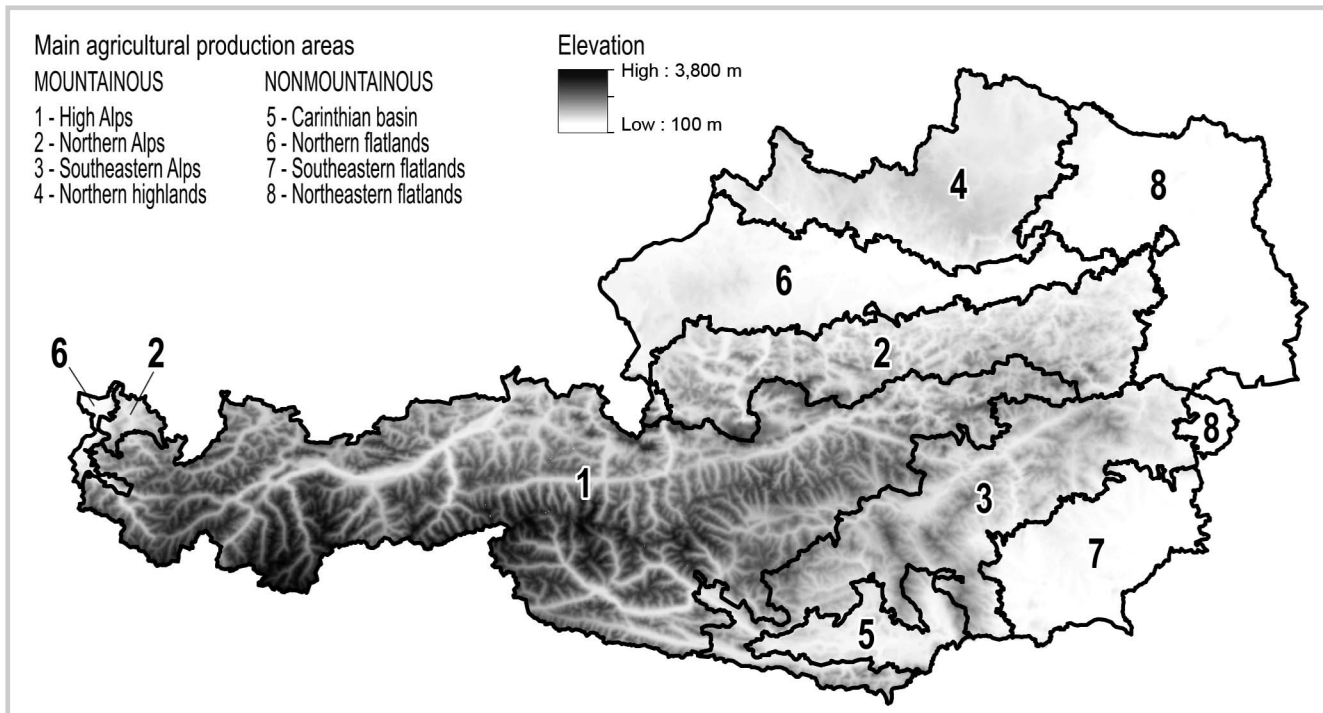 Main agricultural production areas
MOUNTAINOUS
1 - High Alps
2 - Northern Alps
3 - Southeastern Alps
4 - Northern highlands
NONMOUNTAINOUS
5 - Carinthian basin
6 - Northern flatlands
7 - Southeastern flatlands
8 - Northeastern flatlands
Elevation
High : 3,800 m
Low : 100 m
4
8
6
2
6
2
8
1
3
7
5